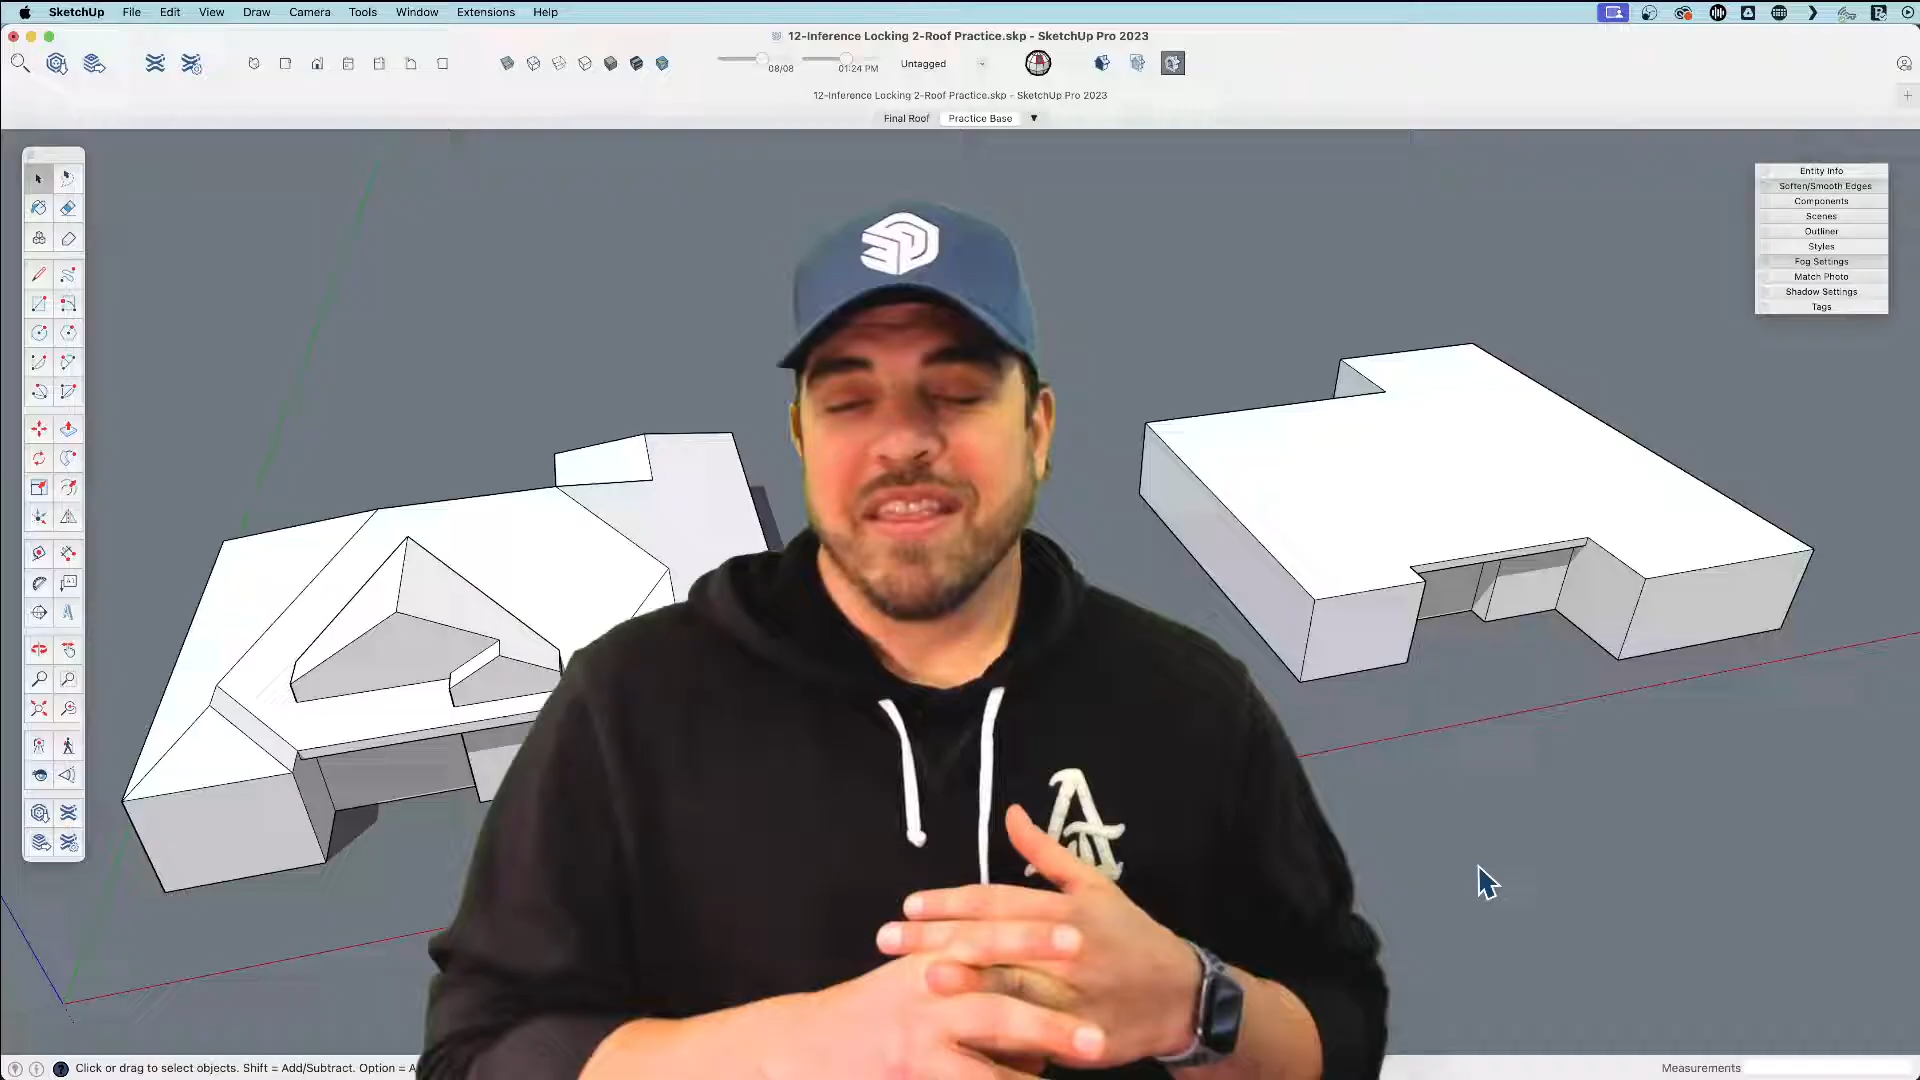 SketchUp File Edit View Draw Camera Tools Window Extensions Help
12-Inference Locking 2-Roof Practice.skp - SketchUp Pro 2023
08/08 01:24 PM Untagged
12-Inference Locking 2-Roof Practice.skp - SketchUp Pro 2023
Final Roof Practice Base
Entity Info
Soften/Smooth Edges
Components
Scenes
Outliner
Styles
Fog Settings
Match Photo
Shadow Settings
Tags
Click or drag to select objects. Shift = Add/Subtract. Option = A
Measurements